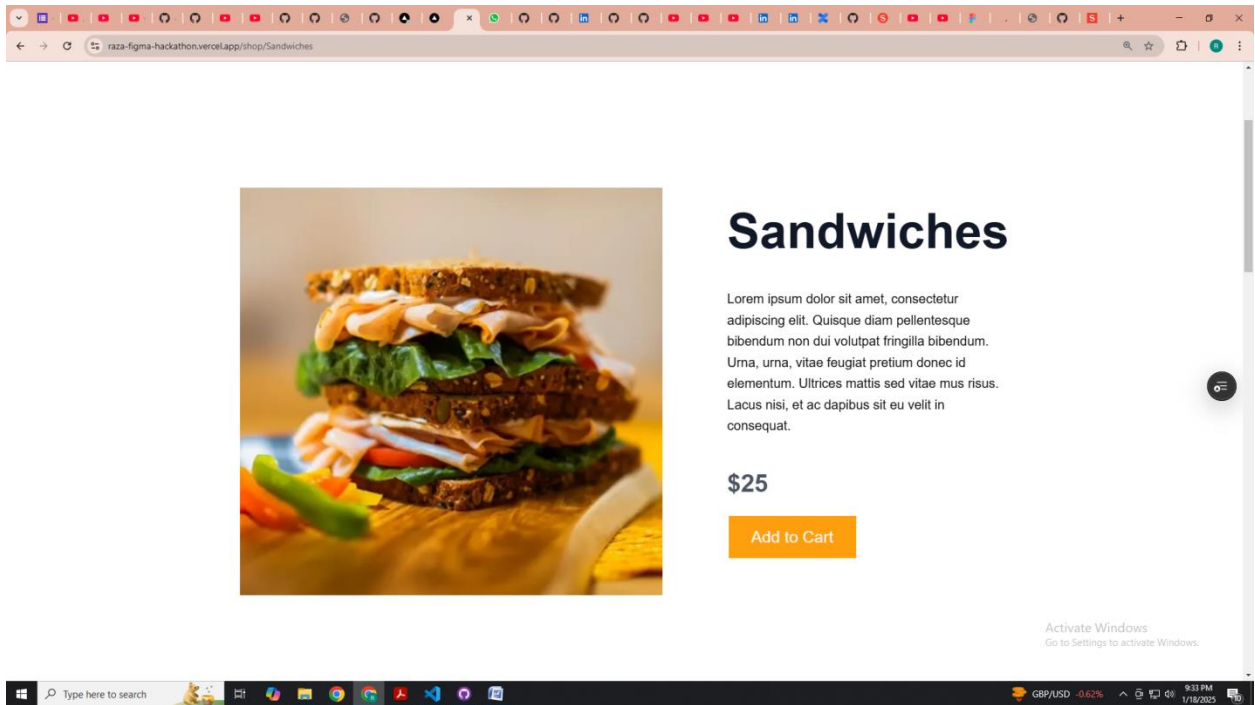 raza-figma-hackathon.vercel.app/shop/Sandwiches
R
Sandwiches
Lorem ipsum dolor sit amet, consectetur
adipiscing elit. Quisque diam pellentesque
bibendum non dui volutpat fringilla bibendum.
Urna, urna, vitae feugiat pretium donec id
elementum. Ultrices mattis sed vitae mus risus.
Lacus nisi, et ac dapibus sit eu velit in
consequat.
$25
Add to Cart
Activate Windows
Go to Settings to activate Windows.
Type here to search
GBP/USD -0.62%
9:33 PM
1/18/2025